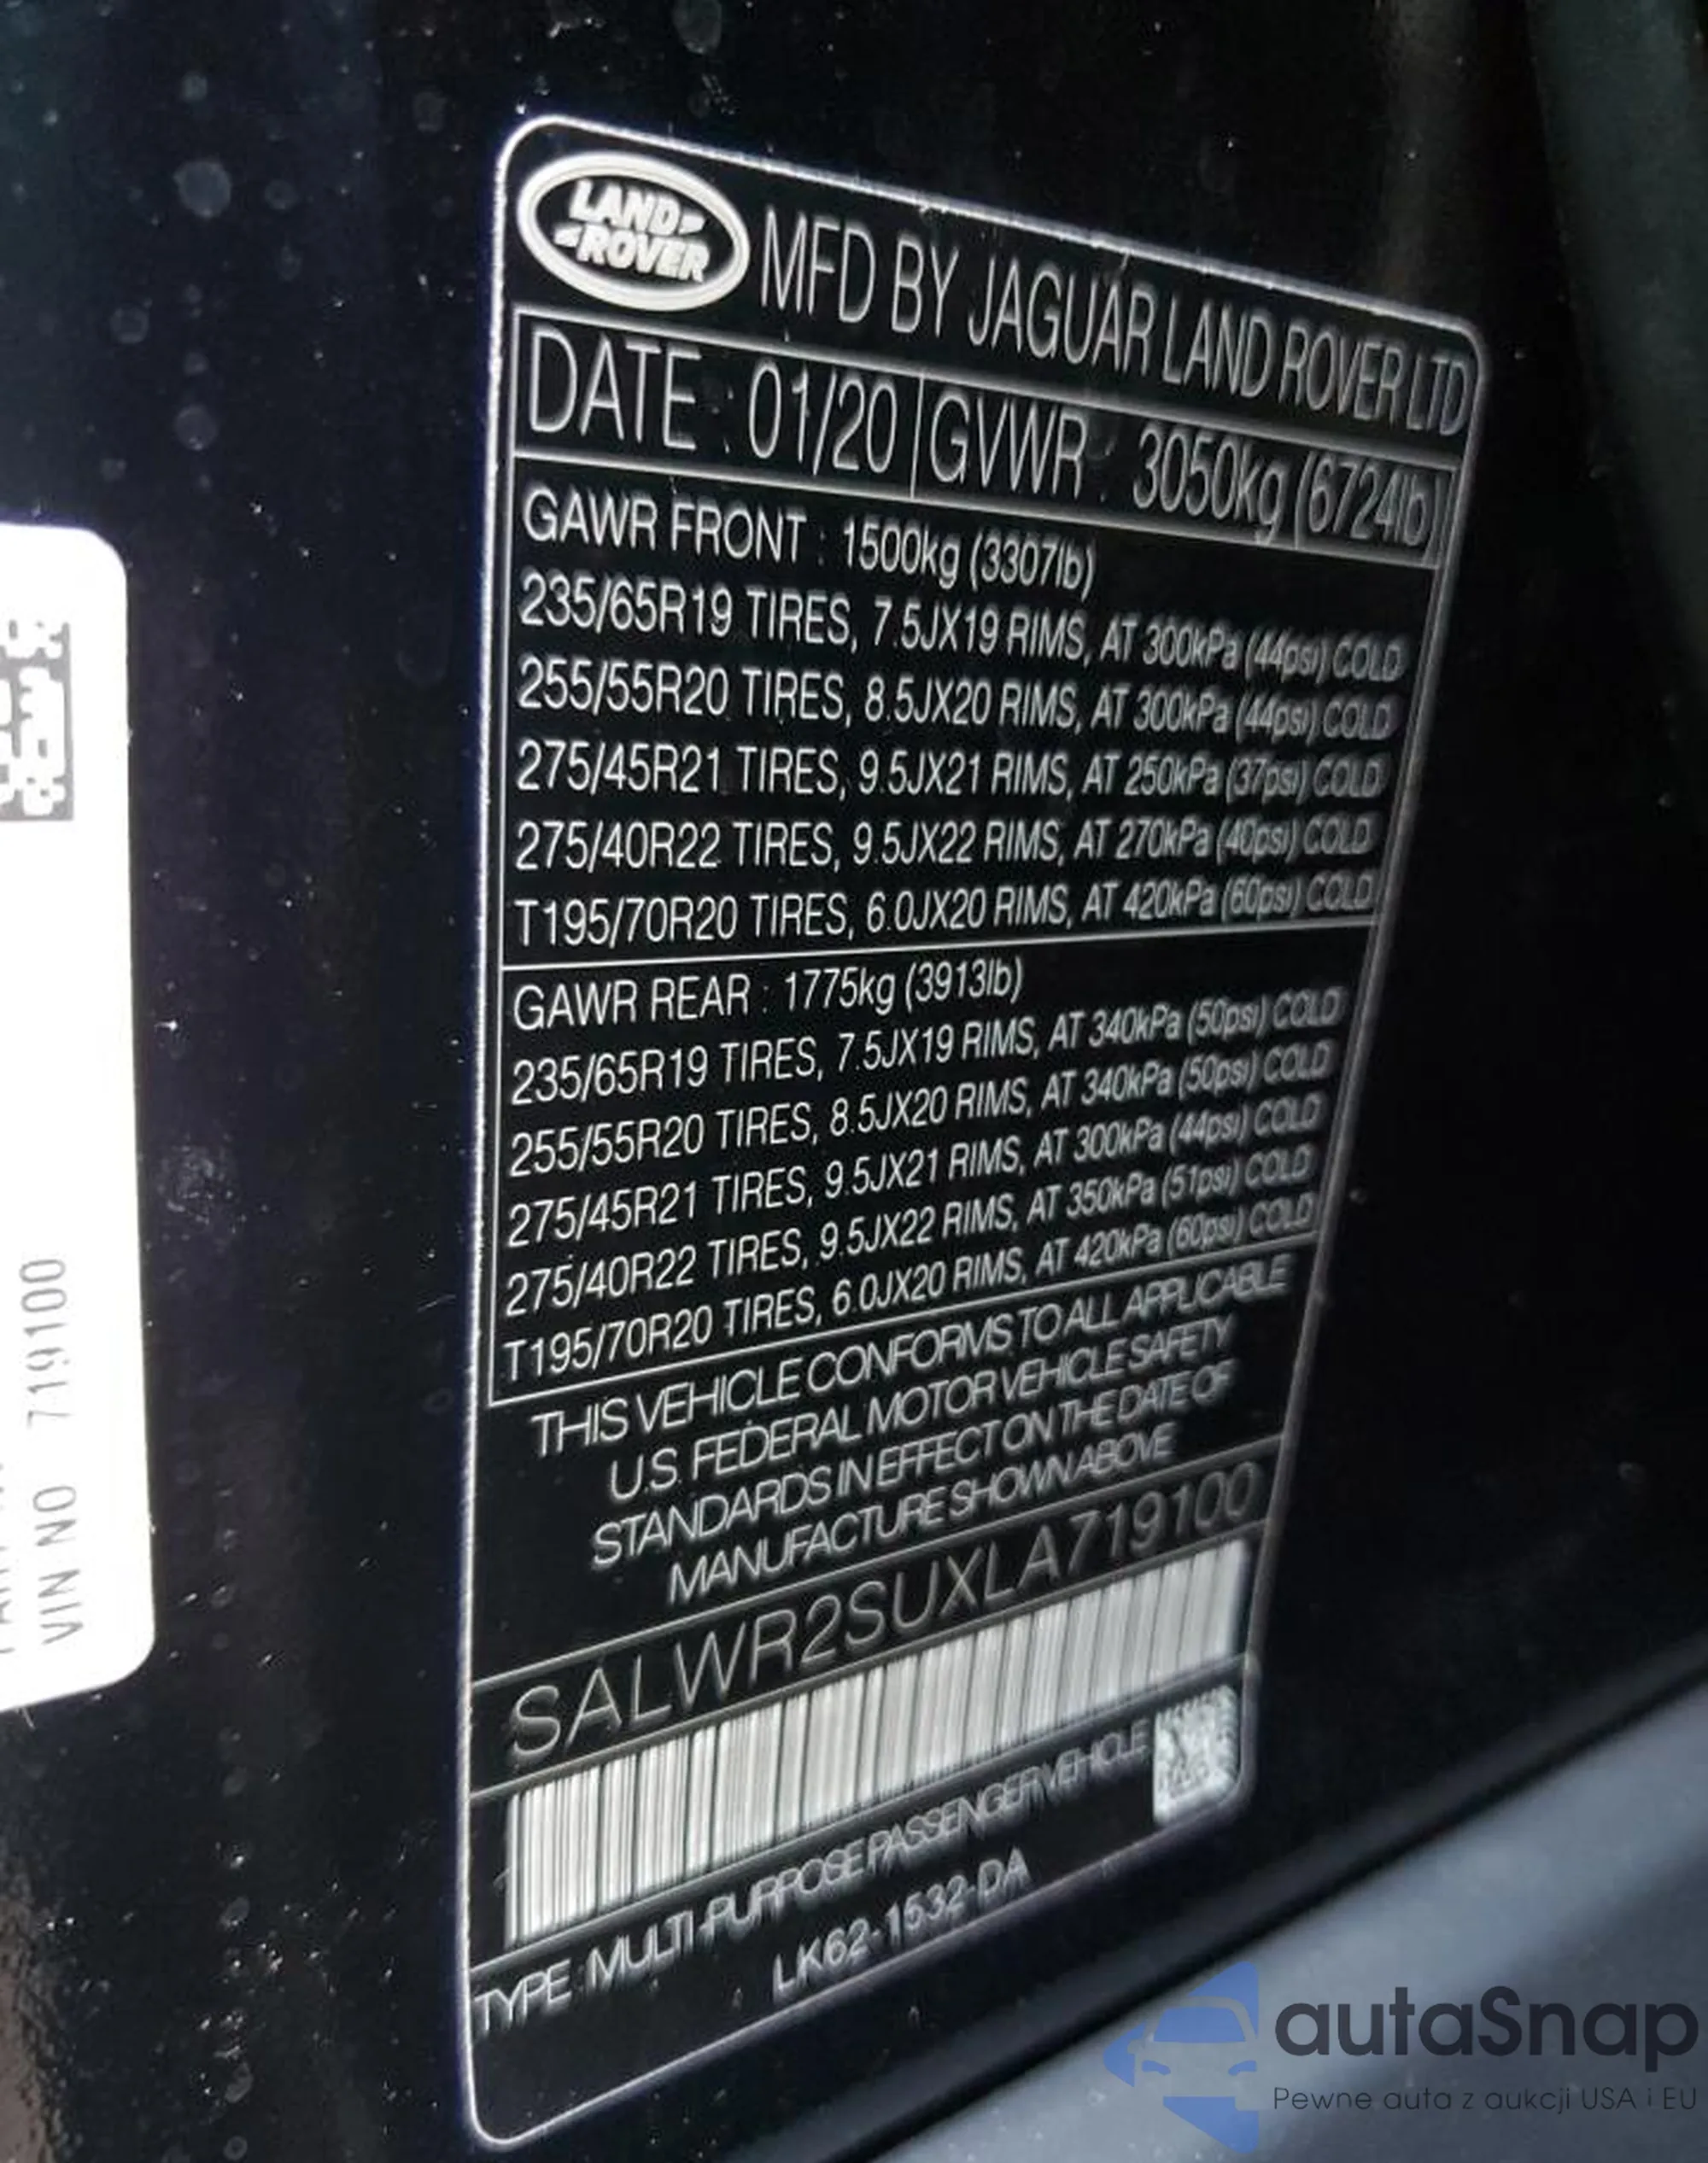 LAND
ROVER
MFD BY JAGUAR LAND ROVER LTD
DATE : 01/20 GVWR : 3050kg (6724lb)
GAWR FRONT : 1500kg (3307lb)
235/65R19 TIRES, 7.5JX19 RIMS, AT 300kPa (44psi) COLD
255/55R20 TIRES, 8.5JX20 RIMS, AT 300kPa (44psi) COLD
275/45R21 TIRES, 9.5JX21 RIMS, AT 250kPa (37psi) COLD
275/40R22 TIRES, 9.5JX22 RIMS, AT 270kPa (40psi) COLD
T195/70R20 TIRES, 6.0JX20 RIMS, AT 420kPa (60psi) COLD
GAWR REAR : 1775kg (3913lb)
235/65R19 TIRES, 7.5JX19 RIMS, AT 340kPa (50psi) COLD
255/55R20 TIRES, 8.5JX20 RIMS, AT 340kPa (50psi) COLD
275/45R21 TIRES, 9.5JX21 RIMS, AT 300kPa (44psi) COLD
275/40R22 TIRES, 9.5JX22 RIMS, AT 350kPa (51psi) COLD
T195/70R20 TIRES, 6.0JX20 RIMS, AT 420kPa (60psi) COLD
THIS VEHICLE CONFORMS TO ALL APPLICABLE
U.S. FEDERAL MOTOR VEHICLE SAFETY
STANDARDS IN EFFECT ON THE DATE OF
MANUFACTURE SHOWN ABOVE
SALWR2SUXLA719100
TYPE : MULTI-PURPOSE PASSENGER VEHICLE
LK62-1532-DA
VIN NO 719100
autaSnap
Pewne auta z aukcji USA i EU